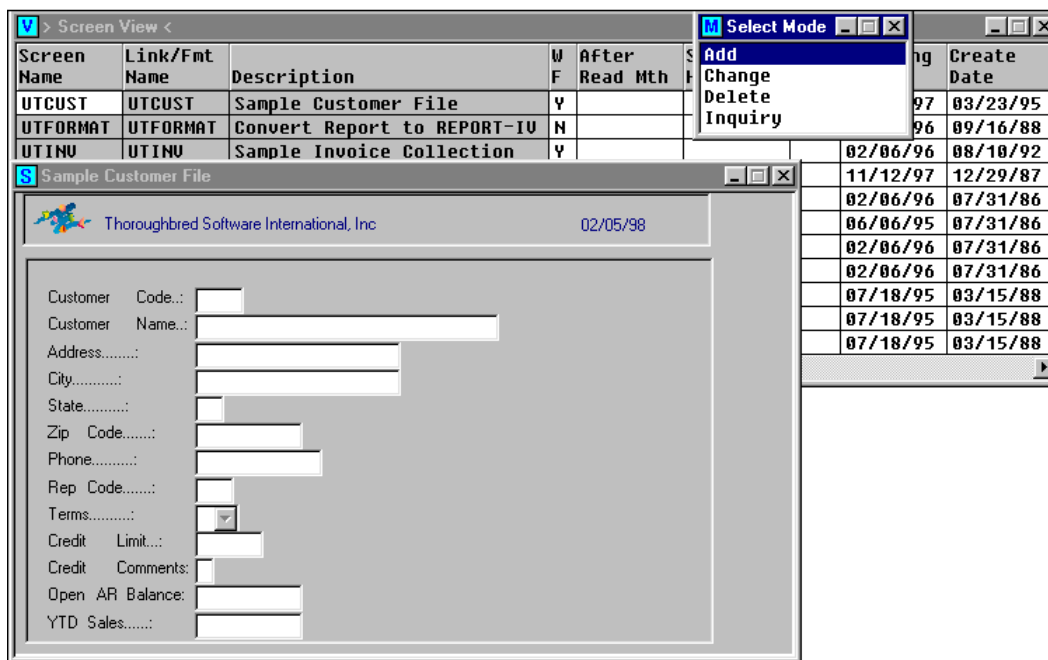 V > Screen View <
M Select Mode
Screen Name Link/Fmt Name Description W F After Read Mth S H ng Create Date
Add
Change
Delete
Inquiry
UTCUST UTCUST Sample Customer File Y 97 03/23/95
UTFORMAT UTFORMAT Convert Report to REPORT-IV N 96 09/16/88
UTINV UTINV Sample Invoice Collection Y 02/06/96 08/10/92
11/12/97 12/29/87
02/06/96 07/31/86
06/06/95 07/31/86
02/06/96 07/31/86
02/06/96 07/31/86
07/18/95 03/15/88
07/18/95 03/15/88
07/18/95 03/15/88
S Sample Customer File
Thoroughbred Software International, Inc 02/05/98
Customer Code..:
Customer Name..:
Address........:
City...........:
State..........:
Zip Code.......:
Phone..........:
Rep Code.......:
Terms..........:
Credit Limit...:
Credit Comments:
Open AR Balance:
YTD Sales......: